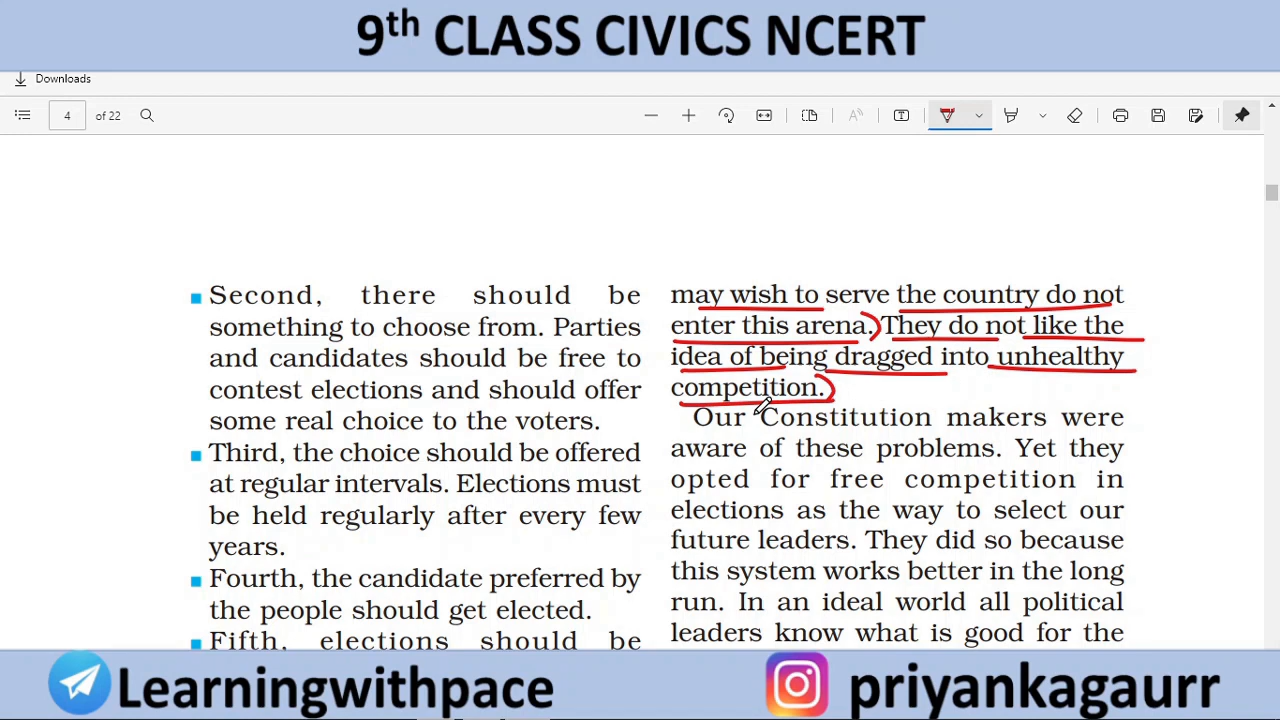 9th CLASS CIVICS NCERT
Downloads
4 of 22
Second, there should be
something to choose from. Parties
and candidates should be free to
contest elections and should offer
some real choice to the voters.
Third, the choice should be offered
at regular intervals. Elections must
be held regularly after every few
years.
Fourth, the candidate preferred by
the people should get elected.
Fifth, elections should be
may wish to serve the country do not
enter this arena. They do not like the
idea of being dragged into unhealthy
competition.
Our Constitution makers were
aware of these problems. Yet they
opted for free competition in
elections as the way to select our
future leaders. They did so because
this system works better in the long
run. In an ideal world all political
leaders know what is good for the
Learningwithpace
priyankagaurr